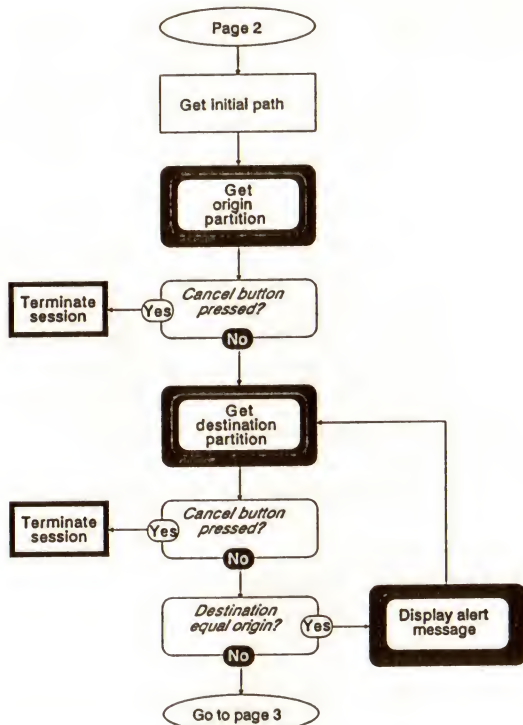 Page 2
Get initial path
Get
origin
partition
Cancel button
pressed?
Yes
Terminate
session
No
Get
destination
partition
Cancel button
pressed?
Yes
Terminate
session
No
Destination
equal origin?
Yes
Display alert
message
No
Go to page 3